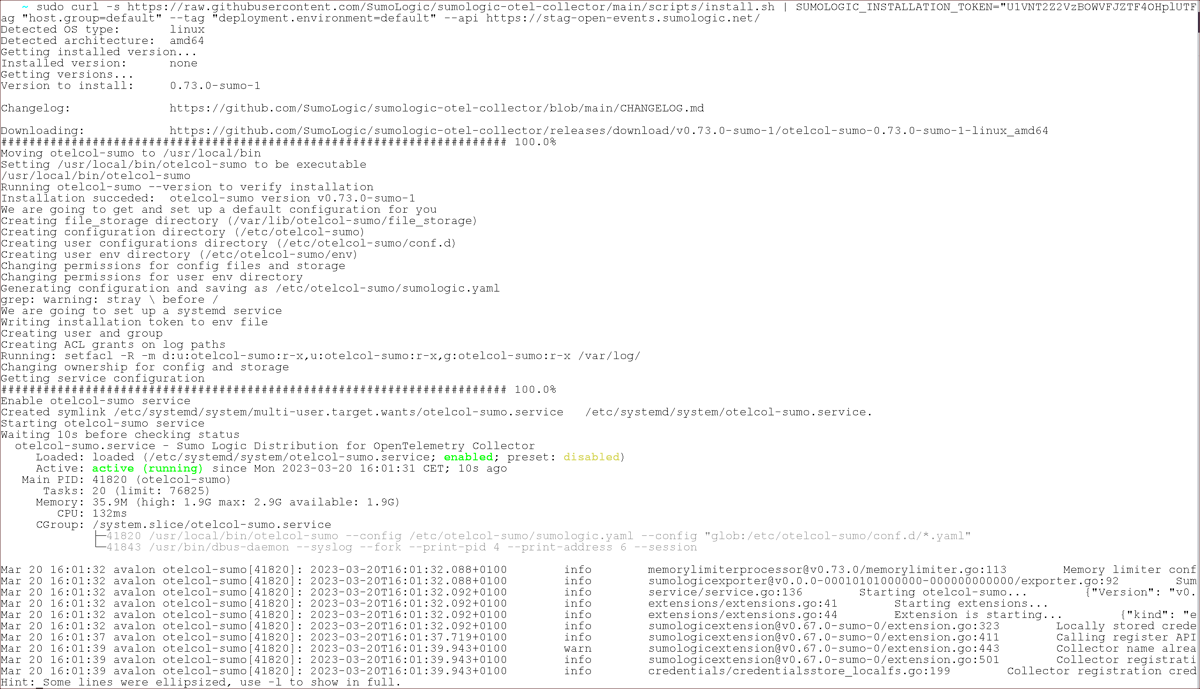 ~ sudo curl -s https://raw.githubusercontent.com/SumoLogic/sumologic-otel-collector/main/scripts/install.sh | SUMOLOGIC_INSTALLATION_TOKEN="U1VNT2Z2VzBOWVFJZTF4OHplUTF
ag "host.group=default" --tag "deployment.environment=default" --api https://stag-open-events.sumologic.net/
Detected OS type: linux
Detected architecture: amd64
Getting installed version...
Installed version: none
Getting versions...
Version to install: 0.73.0-sumo-1
Changelog: https://github.com/SumoLogic/sumologic-otel-collector/blob/main/CHANGELOG.md
Downloading: https://github.com/SumoLogic/sumologic-otel-collector/releases/download/v0.73.0-sumo-1/otelcol-sumo-0.73.0-sumo-1-linux_amd64
######################################################################## 100.0%
Moving otelcol-sumo to /usr/local/bin
Setting /usr/local/bin/otelcol-sumo to be executable
/usr/local/bin/otelcol-sumo
Running otelcol-sumo --version to verify installation
Installation succeded: otelcol-sumo version v0.73.0-sumo-1
We are going to get and set up a default configuration for you
Creating file_storage directory (/var/lib/otelcol-sumo/file_storage)
Creating configuration directory (/etc/otelcol-sumo)
Creating user configurations directory (/etc/otelcol-sumo/conf.d)
Creating user env directory (/etc/otelcol-sumo/env)
Changing permissions for config files and storage
Changing permissions for user env directory
Generating configuration and saving as /etc/otelcol-sumo/sumologic.yaml
grep: warning: stray \ before /
We are going to set up a systemd service
Writing installation token to env file
Creating user and group
Creating ACL grants on log paths
Running: setfacl -R -m d:u:otelcol-sumo:r-x,u:otelcol-sumo:r-x,g:otelcol-sumo:r-x /var/log/
Changing ownership for config and storage
Getting service configuration
######################################################################## 100.0%
Enable otelcol-sumo service
Created symlink /etc/systemd/system/multi-user.target.wants/otelcol-sumo.service /etc/systemd/system/otelcol-sumo.service.
Starting otelcol-sumo service
Waiting 10s before checking status
otelcol-sumo.service - Sumo Logic Distribution for OpenTelemetry Collector
Loaded: loaded (/etc/systemd/system/otelcol-sumo.service; enabled; preset: disabled)
Active: active (running) since Mon 2023-03-20 16:01:31 CET; 10s ago
Main PID: 41820 (otelcol-sumo)
Tasks: 20 (limit: 76825)
Memory: 35.9M (high: 1.9G max: 2.9G available: 1.9G)
CPU: 132ms
CGroup: /system.slice/otelcol-sumo.service
├─41820 /usr/local/bin/otelcol-sumo --config /etc/otelcol-sumo/sumologic.yaml --config "glob:/etc/otelcol-sumo/conf.d/*.yaml"
└─41843 /usr/bin/dbus-daemon --syslog --fork --print-pid 4 --print-address 6 --session
Mar 20 16:01:32 avalon otelcol-sumo[41820]: 2023-03-20T16:01:32.088+0100 info memorylimiterprocessor@v0.73.0/memorylimiter.go:113 Memory limiter conf
Mar 20 16:01:32 avalon otelcol-sumo[41820]: 2023-03-20T16:01:32.092+0100 info sumologicexporter@v0.0.0-00010101000000-000000000000/exporter.go:92 Sum
Mar 20 16:01:32 avalon otelcol-sumo[41820]: 2023-03-20T16:01:32.092+0100 info service/service.go:136 Starting otelcol-sumo... {"Version": "v0.
Mar 20 16:01:32 avalon otelcol-sumo[41820]: 2023-03-20T16:01:32.092+0100 info extensions/extensions.go:41 Starting extensions...
Mar 20 16:01:32 avalon otelcol-sumo[41820]: 2023-03-20T16:01:32.092+0100 info extensions/extensions.go:44 Extension is starting... {"kind": "e
Mar 20 16:01:32 avalon otelcol-sumo[41820]: 2023-03-20T16:01:32.092+0100 info sumologicextension@v0.67.0-sumo-0/extension.go:323 Locally stored crede
Mar 20 16:01:37 avalon otelcol-sumo[41820]: 2023-03-20T16:01:37.719+0100 info sumologicextension@v0.67.0-sumo-0/extension.go:411 Calling register API
Mar 20 16:01:39 avalon otelcol-sumo[41820]: 2023-03-20T16:01:39.943+0100 warn sumologicextension@v0.67.0-sumo-0/extension.go:443 Collector name alrea
Mar 20 16:01:39 avalon otelcol-sumo[41820]: 2023-03-20T16:01:39.943+0100 info sumologicextension@v0.67.0-sumo-0/extension.go:501 Collector registrati
Mar 20 16:01:39 avalon otelcol-sumo[41820]: 2023-03-20T16:01:39.943+0100 info credentials/credentialsstore_localfs.go:199 Collector registration cred
Hint: Some lines were ellipsized, use -l to show in full.